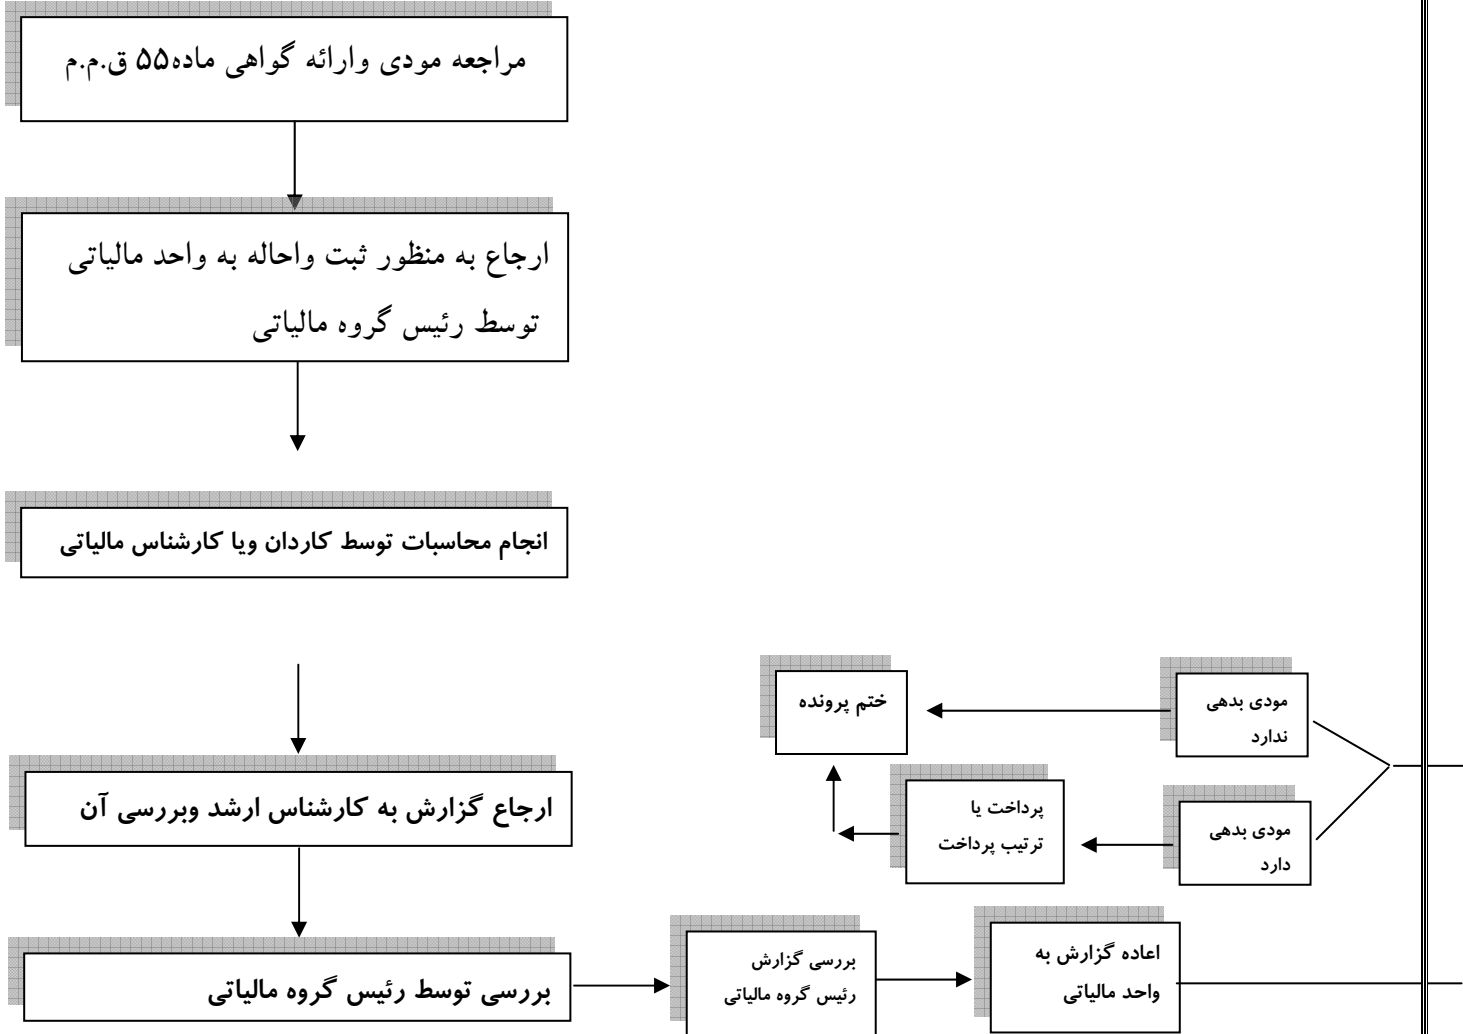 مراجعه مودی وارائه گواهی ماده۵۵ ق.م.م
ارجاع به منظور ثبت واحاله به واحد مالیاتی
توسط رئیس گروه مالیاتی
انجام محاسبات توسط کاردان ویا کارشناس مالیاتی
ارجاع گزارش به کارشناس ارشد وبررسی آن
بررسی توسط رئیس گروه مالیاتی
بررسی گزارش
رئیس گروه مالیاتی
اعاده گزارش به
واحد مالیاتی
مودی بدهی
ندارد
ختم پرونده
مودی بدهی
دارد
پرداخت یا
ترتیب پرداخت